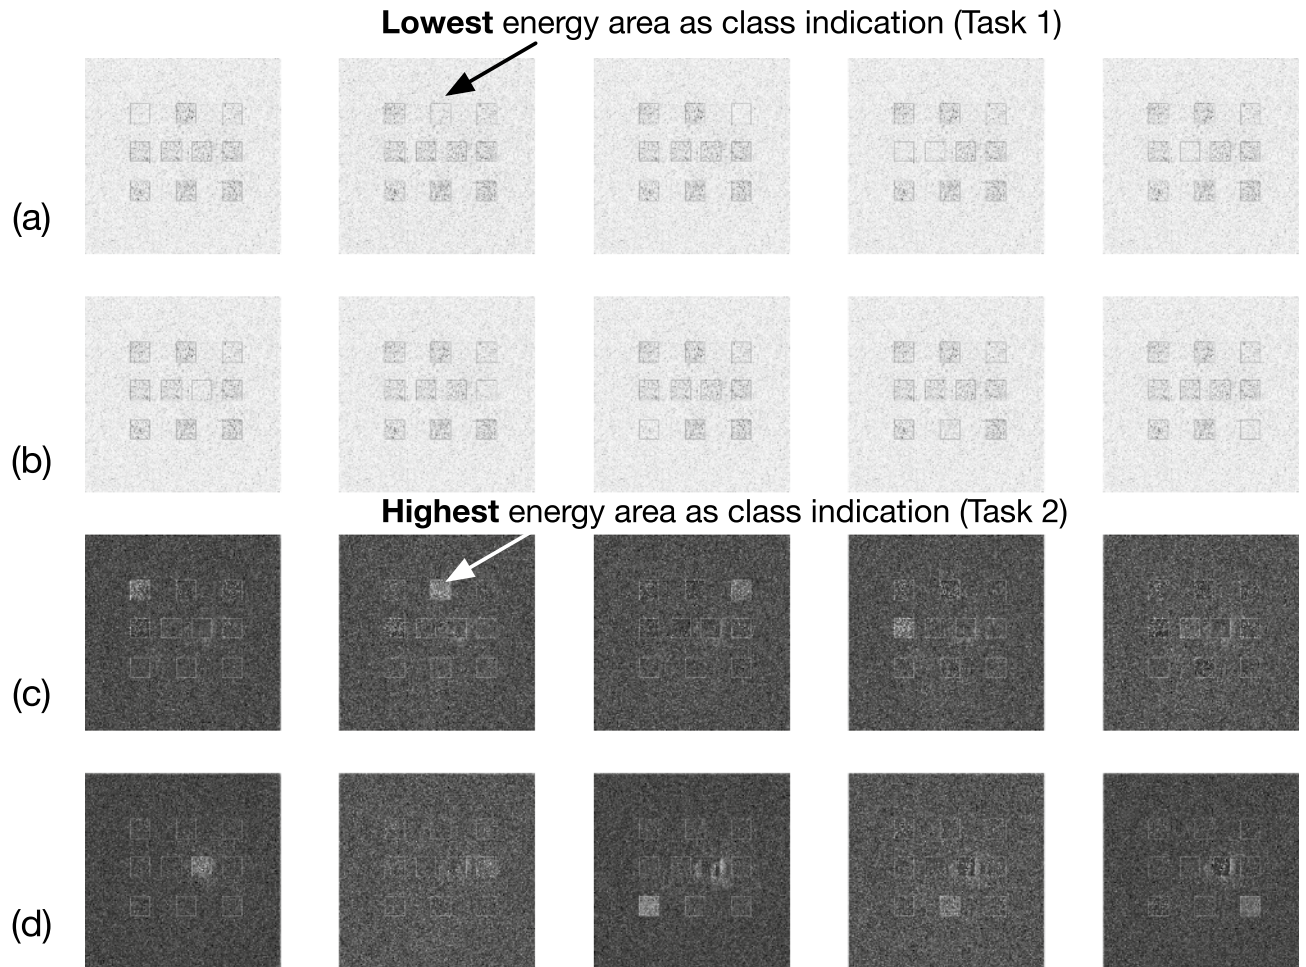 Lowest energy area as class indication (Task 1)
(a)
(b)
Highest energy area as class indication (Task 2)
(c)
(d)